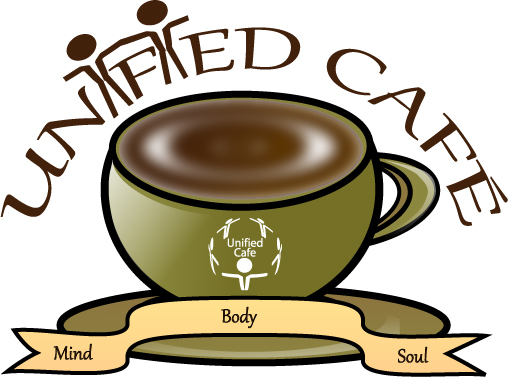 UNIFIED CAFÉ
Unified
Cafe
Mind
Body
Soul